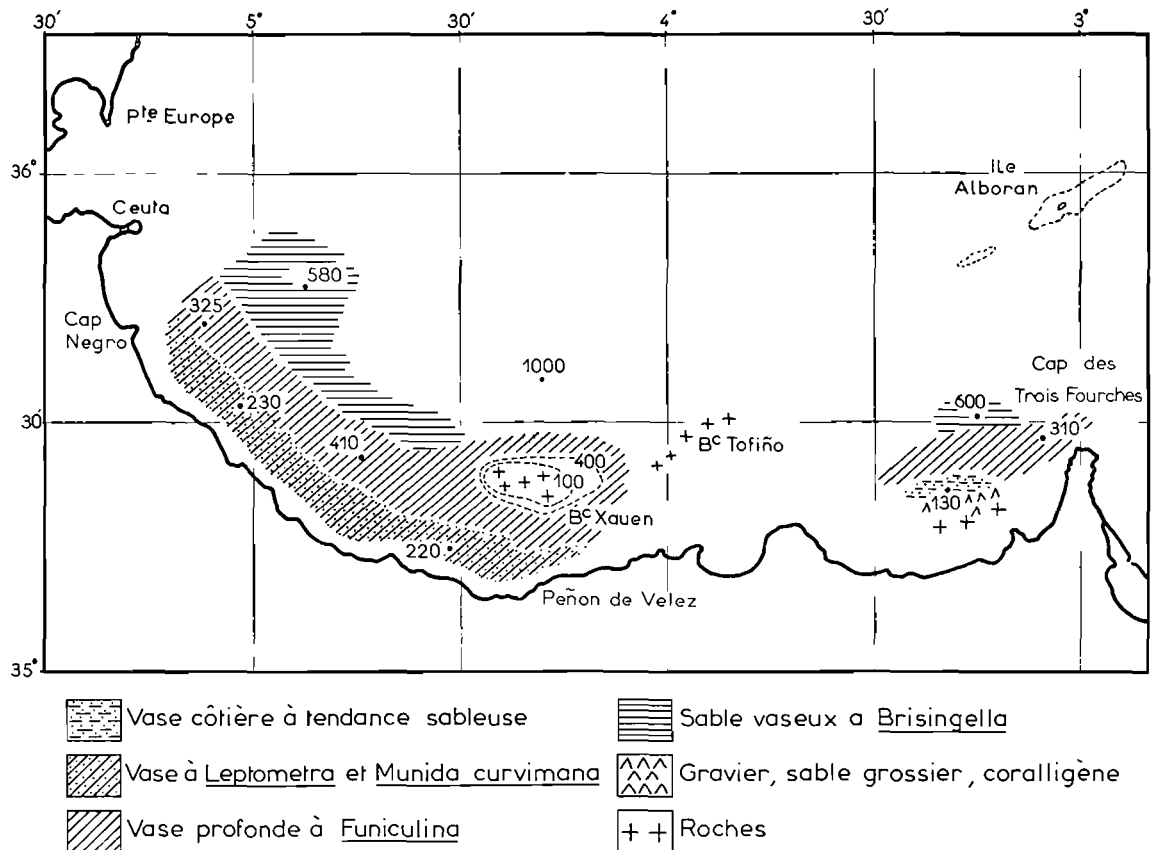 30' 5° 30' 4° 30' 3°
Pte Europe
36°
Ile
Alboran
Ceuta
580
325
Cap
Negro
1000
Cap des
Trois Fourches
230
600
30'
310
410
Bc Tofiño
400
100
130
Bc Xauen
220
Peñon de Velez
35°
Vase côtière à tendance sableuse
Sable vaseux a Brisingella
Vase à Leptometra et Munida curvimana
Gravier, sable grossier, coralligène
Vase profonde à Funiculina
Roches